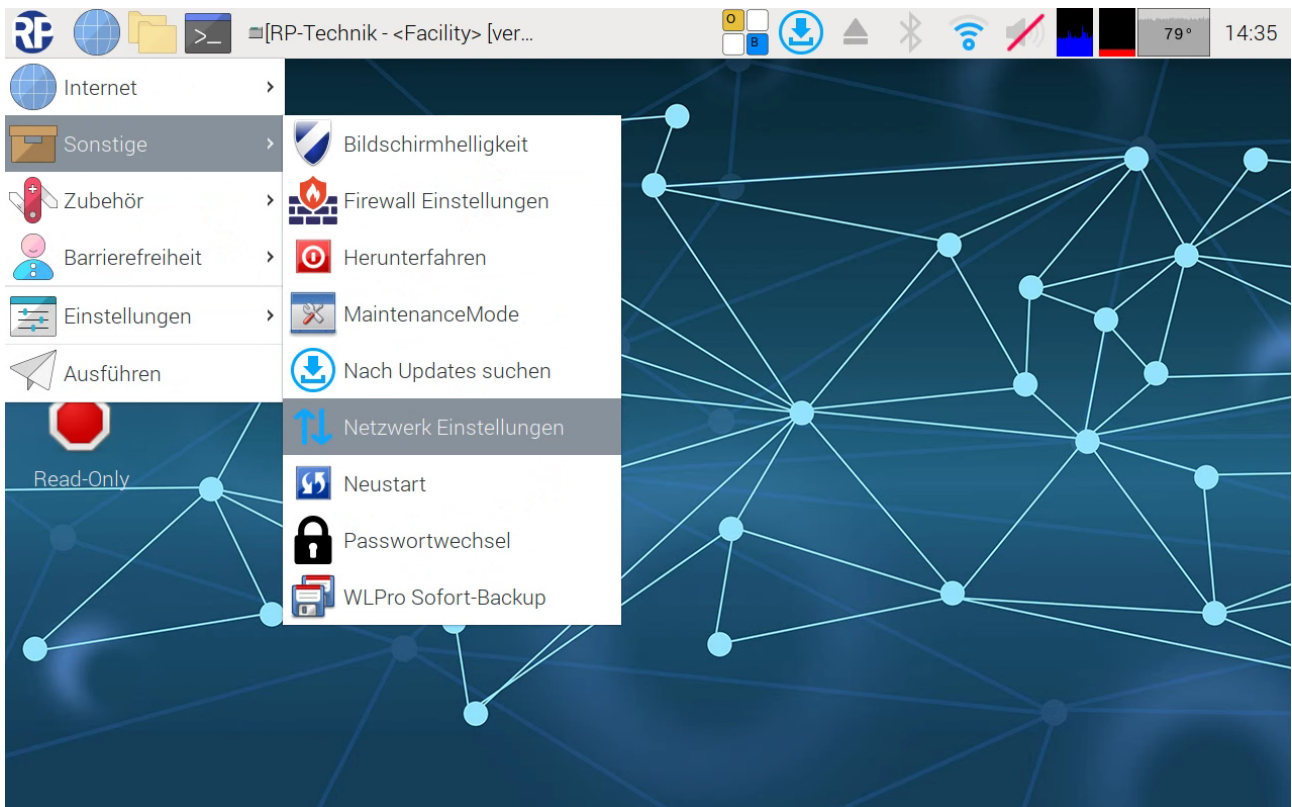 RP
>_
[RP-Technik - <Facility> [ver...
O
B
79°
14:35
Internet
Sonstige
Zubehör
Barrierefreiheit
Einstellungen
Ausführen
Bildschirmhelligkeit
Firewall Einstellungen
Herunterfahren
MaintenanceMode
Nach Updates suchen
Netzwerk Einstellungen
Neustart
Passwortwechsel
WLPro Sofort-Backup
Read-Only